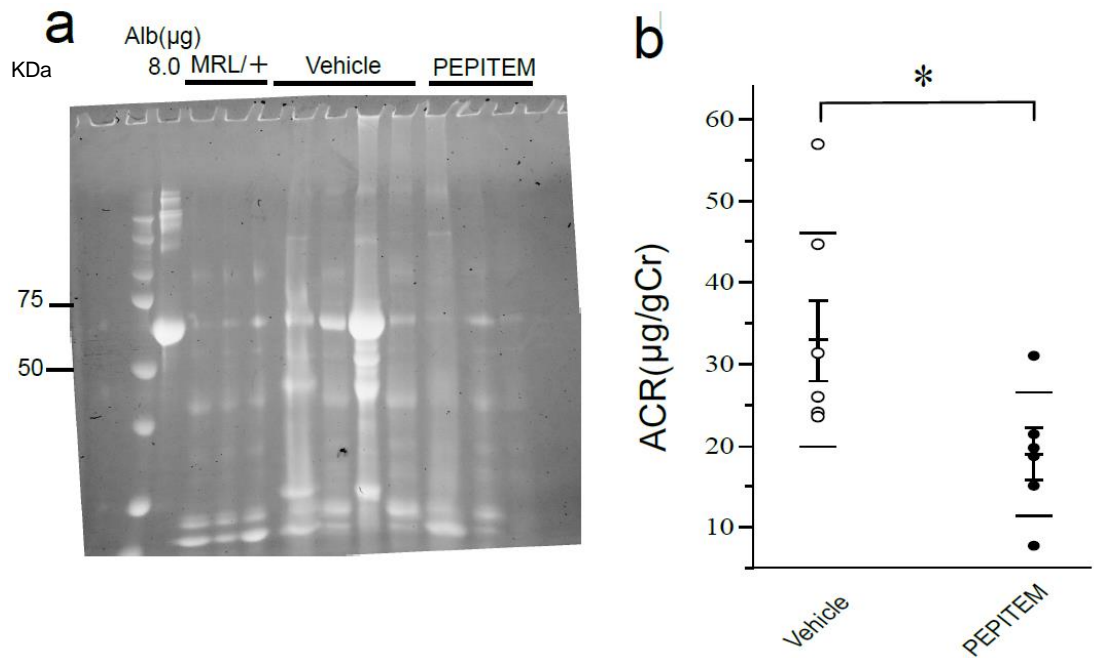 a
Alb(μg)
KDa
8.0 MRL/+ Vehicle PEPITEM
75
50
b
*
60
50
40
30
20
10
ACR(μg/gCr)
Vehicle
PEPITEM